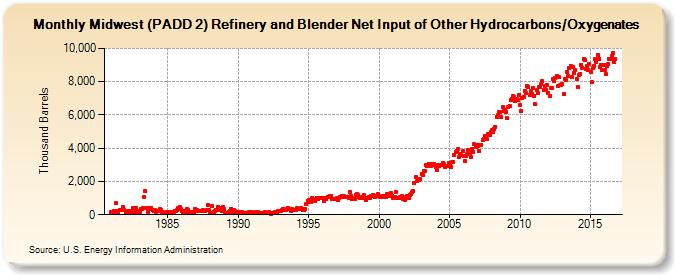 Monthly Midwest (PADD 2) Refinery and Blender Net Input of Other Hydrocarbons/Oxygenates
Thousand Barrels
10,000
8,000
6,000
4,000
2,000
0
1985 1990 1995 2000 2005 2010 2015
Source: U.S. Energy Information Administration